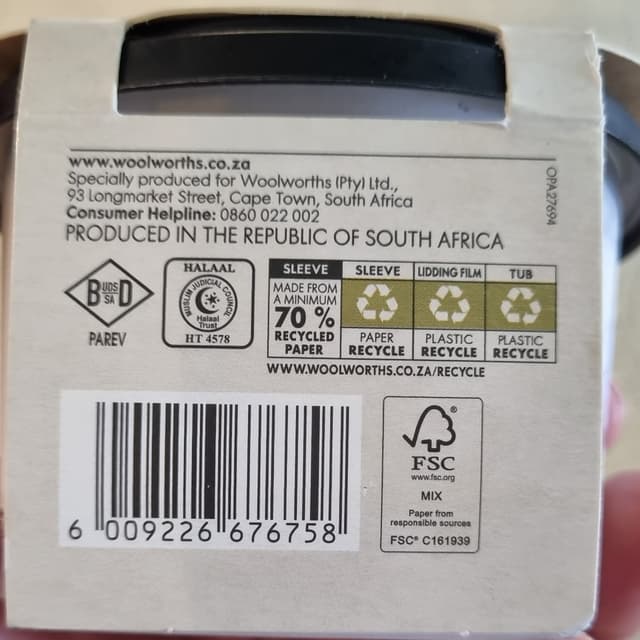 www.woolworths.co.za
Specially produced for Woolworths (Pty) Ltd.,
93 Longmarket Street, Cape Town, South Africa
Consumer Helpline: 0860 022 002
PRODUCED IN THE REPUBLIC OF SOUTH AFRICA
OPA27694
BUDSD
SA
PAREV
HALAAL
MUSLIM JUDICIAL COUNCIL
Halaal
Trust
HT 4578
SLEEVE
MADE FROM
A MINIMUM
70 %
RECYCLED
PAPER
SLEEVE
PAPER
RECYCLE
LIDDING FILM
PLASTIC
RECYCLE
TUB
PLASTIC
RECYCLE
WWW.WOOLWORTHS.CO.ZA/RECYCLE
6 009226 676758
®
FSC
www.fsc.org
MIX
Paper from
responsible sources
FSC® C161939